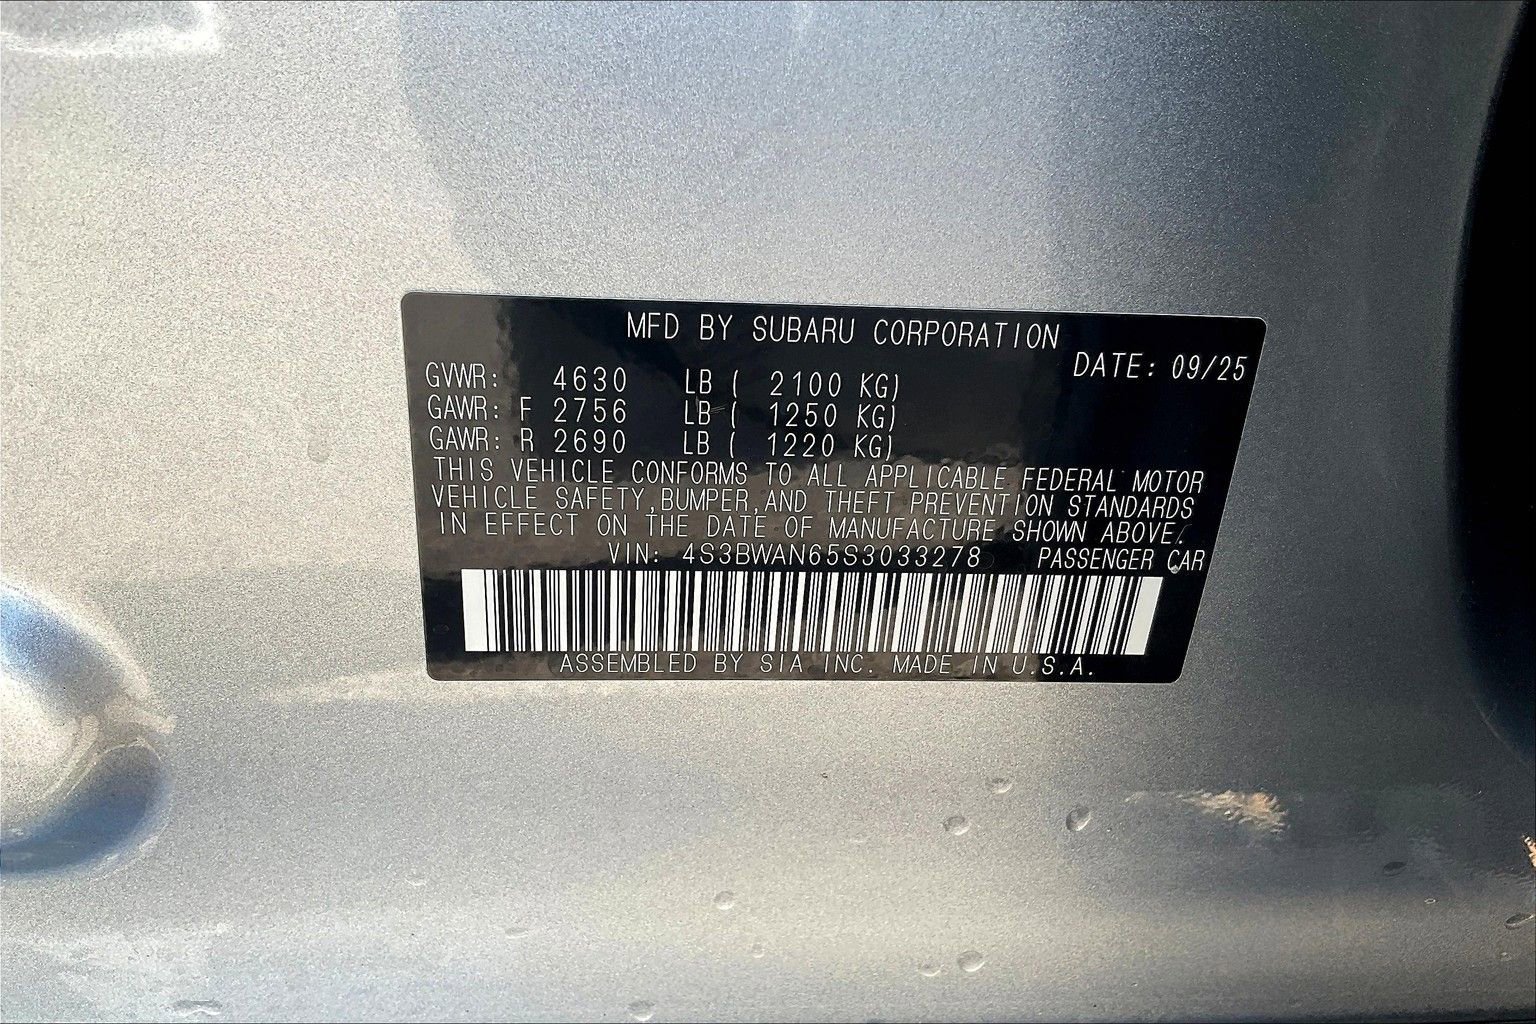 MFD BY SUBARU CORPORATION
DATE: 09/25
GVWR: 4630 LB ( 2100 KG)
GAWR: F 2756 LB ( 1250 KG)
GAWR: R 2690 LB ( 1220 KG)
THIS VEHICLE CONFORMS TO ALL APPLICABLE FEDERAL MOTOR
VEHICLE SAFETY,BUMPER,AND THEFT PREVENTION STANDARDS
IN EFFECT ON THE DATE OF MANUFACTURE SHOWN ABOVE.
VIN: 4S3BWAN65S3033278 PASSENGER CAR
ASSEMBLED BY SIA INC. MADE IN U.S.A.